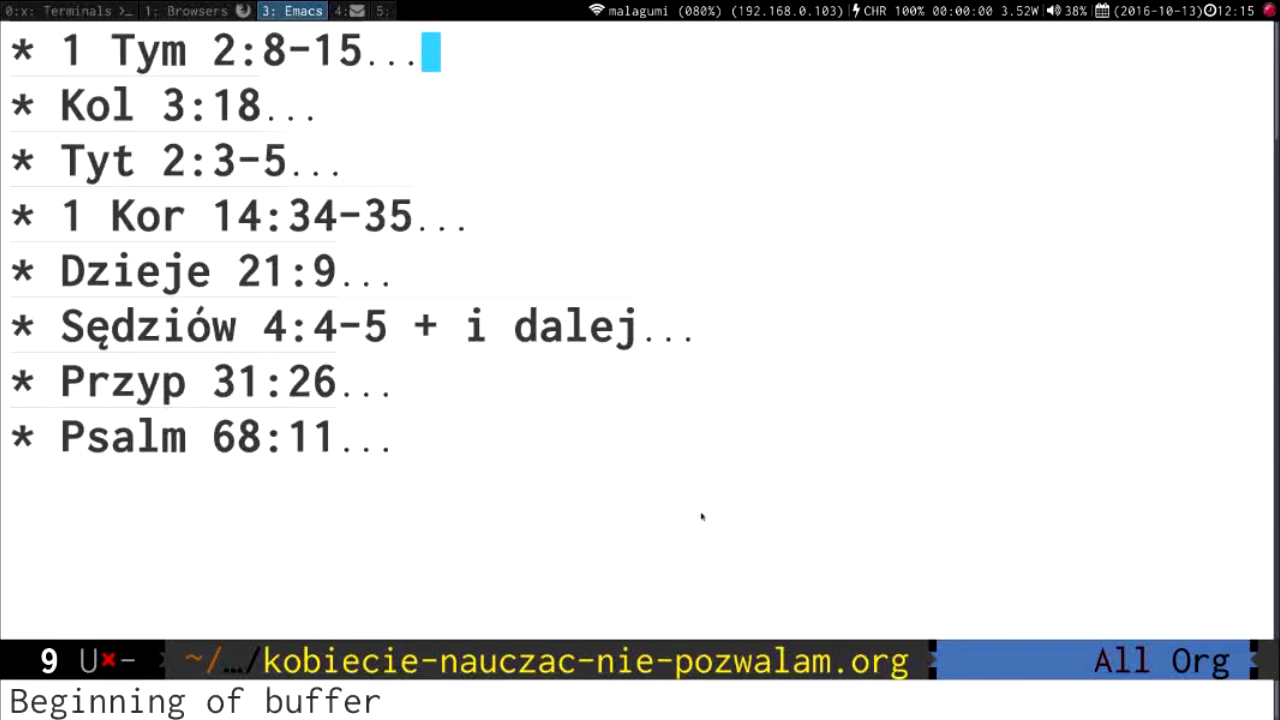 0:x: Terminals >_ 1: Browsers 3: Emacs 4: 5: malagumi (080%) (192.168.0.103) CHR 100% 00:00:00 3.52W 38% (2016-10-13) 12:15
* 1 Tym 2:8-15...
* Kol 3:18...
* Tyt 2:3-5...
* 1 Kor 14:34-35...
* Dzieje 21:9...
* Sędziów 4:4-5 + i dalej...
* Przyp 31:26...
* Psalm 68:11...
9 U×- ~/…/kobiecie-nauczac-nie-pozwalam.org All Org
Beginning of buffer